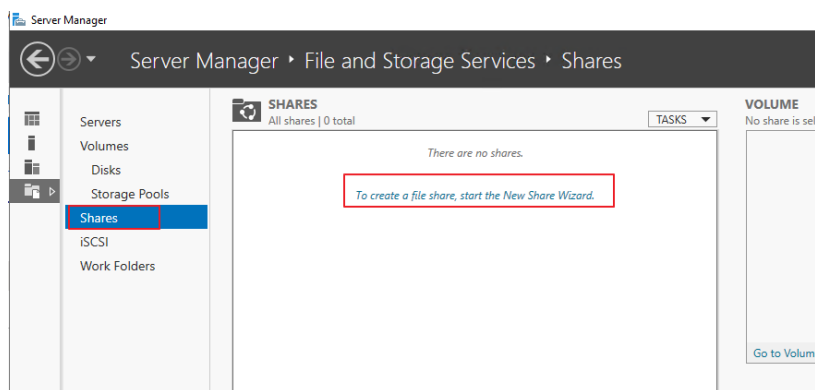 Server Manager
Server Manager ‣ File and Storage Services ‣ Shares
Servers
Volumes
Disks
Storage Pools
Shares
iSCSI
Work Folders
SHARES
All shares | 0 total
TASKS
There are no shares.
To create a file share, start the New Share Wizard.
VOLUME
No share is sel
Go to Volum